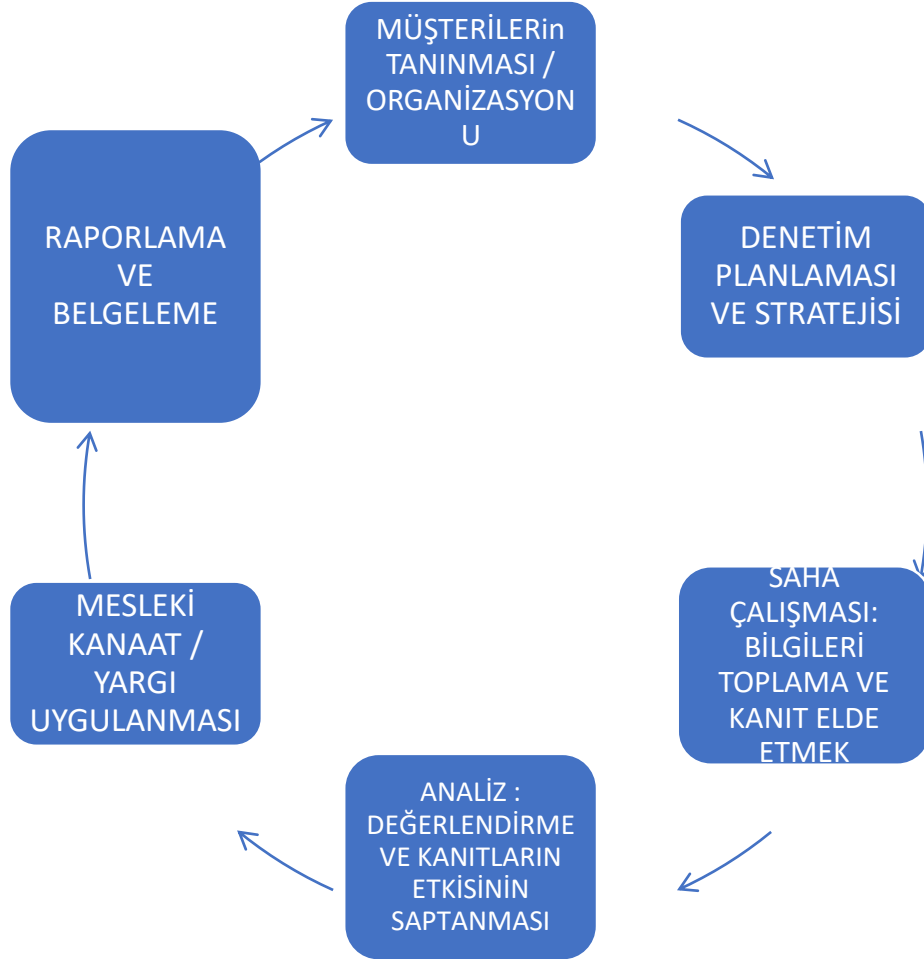 MÜŞTERİLERin
TANINMASI /
ORGANİZASYON
U
DENETİM
PLANLAMASI
VE STRATEJİSİ
SAHA
ÇALIŞMASI:
BİLGİLERİ
TOPLAMA VE
KANIT ELDE
ETMEK
ANALİZ :
DEĞERLENDİRME
VE KANITLARIN
ETKİSİNİN
SAPTANMASI
MESLEKİ
KANAAT /
YARGI
UYGULANMASI
RAPORLAMA
VE
BELGELEME